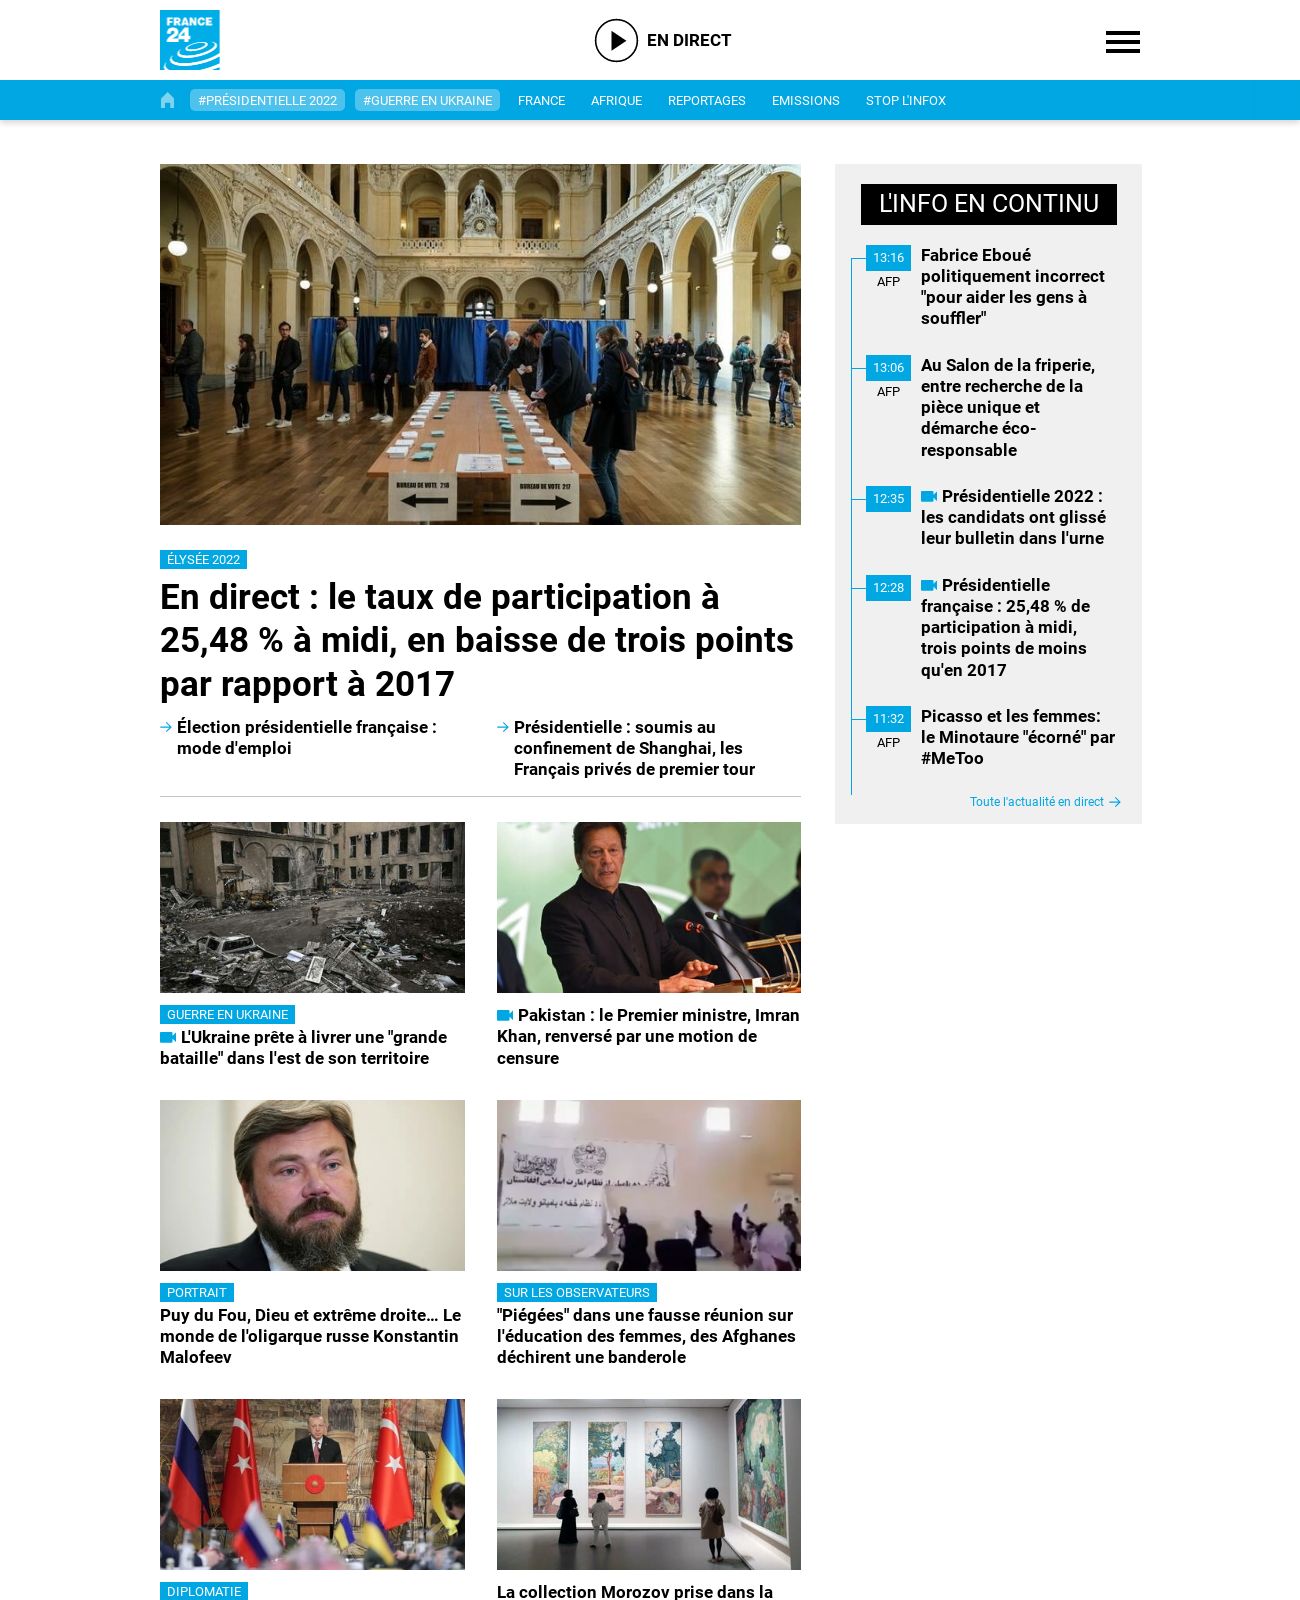 FRANCE
24
EN DIRECT
#PRÉSIDENTIELLE 2022
#GUERRE EN UKRAINE
FRANCE
AFRIQUE
REPORTAGES
EMISSIONS
STOP L'INFOX
BUREAU DE VOTE 216
BUREAU DE VOTE 217
ÉLYSÉE 2022
En direct : le taux de participation à
25,48 % à midi, en baisse de trois points
par rapport à 2017
Élection présidentielle française :
mode d'emploi
Présidentielle : soumis au
confinement de Shanghai, les
Français privés de premier tour
L'INFO EN CONTINU
13:16
AFP
Fabrice Eboué
politiquement incorrect
"pour aider les gens à
souffler"
13:06
AFP
Au Salon de la friperie,
entre recherche de la
pièce unique et
démarche éco-
responsable
12:35
Présidentielle 2022 :
les candidats ont glissé
leur bulletin dans l'urne
12:28
Présidentielle
française : 25,48 % de
participation à midi,
trois points de moins
qu'en 2017
11:32
AFP
Picasso et les femmes:
le Minotaure "écorné" par
#MeToo
Toute l'actualité en direct
GUERRE EN UKRAINE
L'Ukraine prête à livrer une "grande
bataille" dans l'est de son territoire
Pakistan : le Premier ministre, Imran
Khan, renversé par une motion de
censure
PORTRAIT
Puy du Fou, Dieu et extrême droite… Le
monde de l'oligarque russe Konstantin
Malofeev
SUR LES OBSERVATEURS
"Piégées" dans une fausse réunion sur
l'éducation des femmes, des Afghanes
déchirent une banderole
DIPLOMATIE
La collection Morozov prise dans la